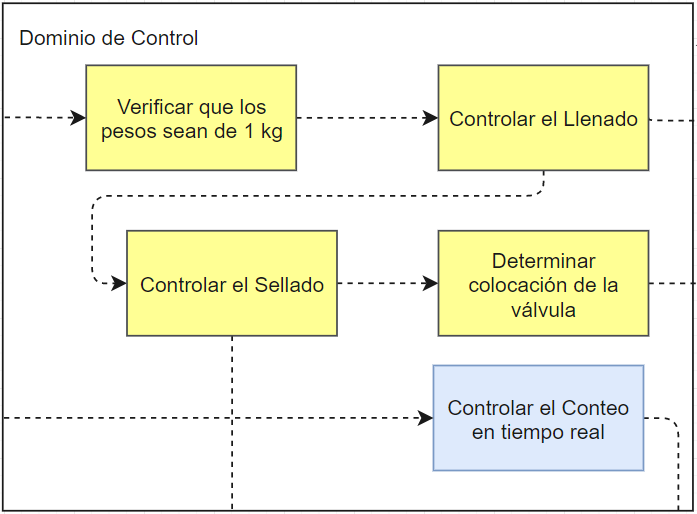 Dominio de Control
Verificar que los
pesos sean de 1 kg
Controlar el Llenado
Controlar el Sellado
Determinar
colocación de la
válvula
Controlar el Conteo
en tiempo real